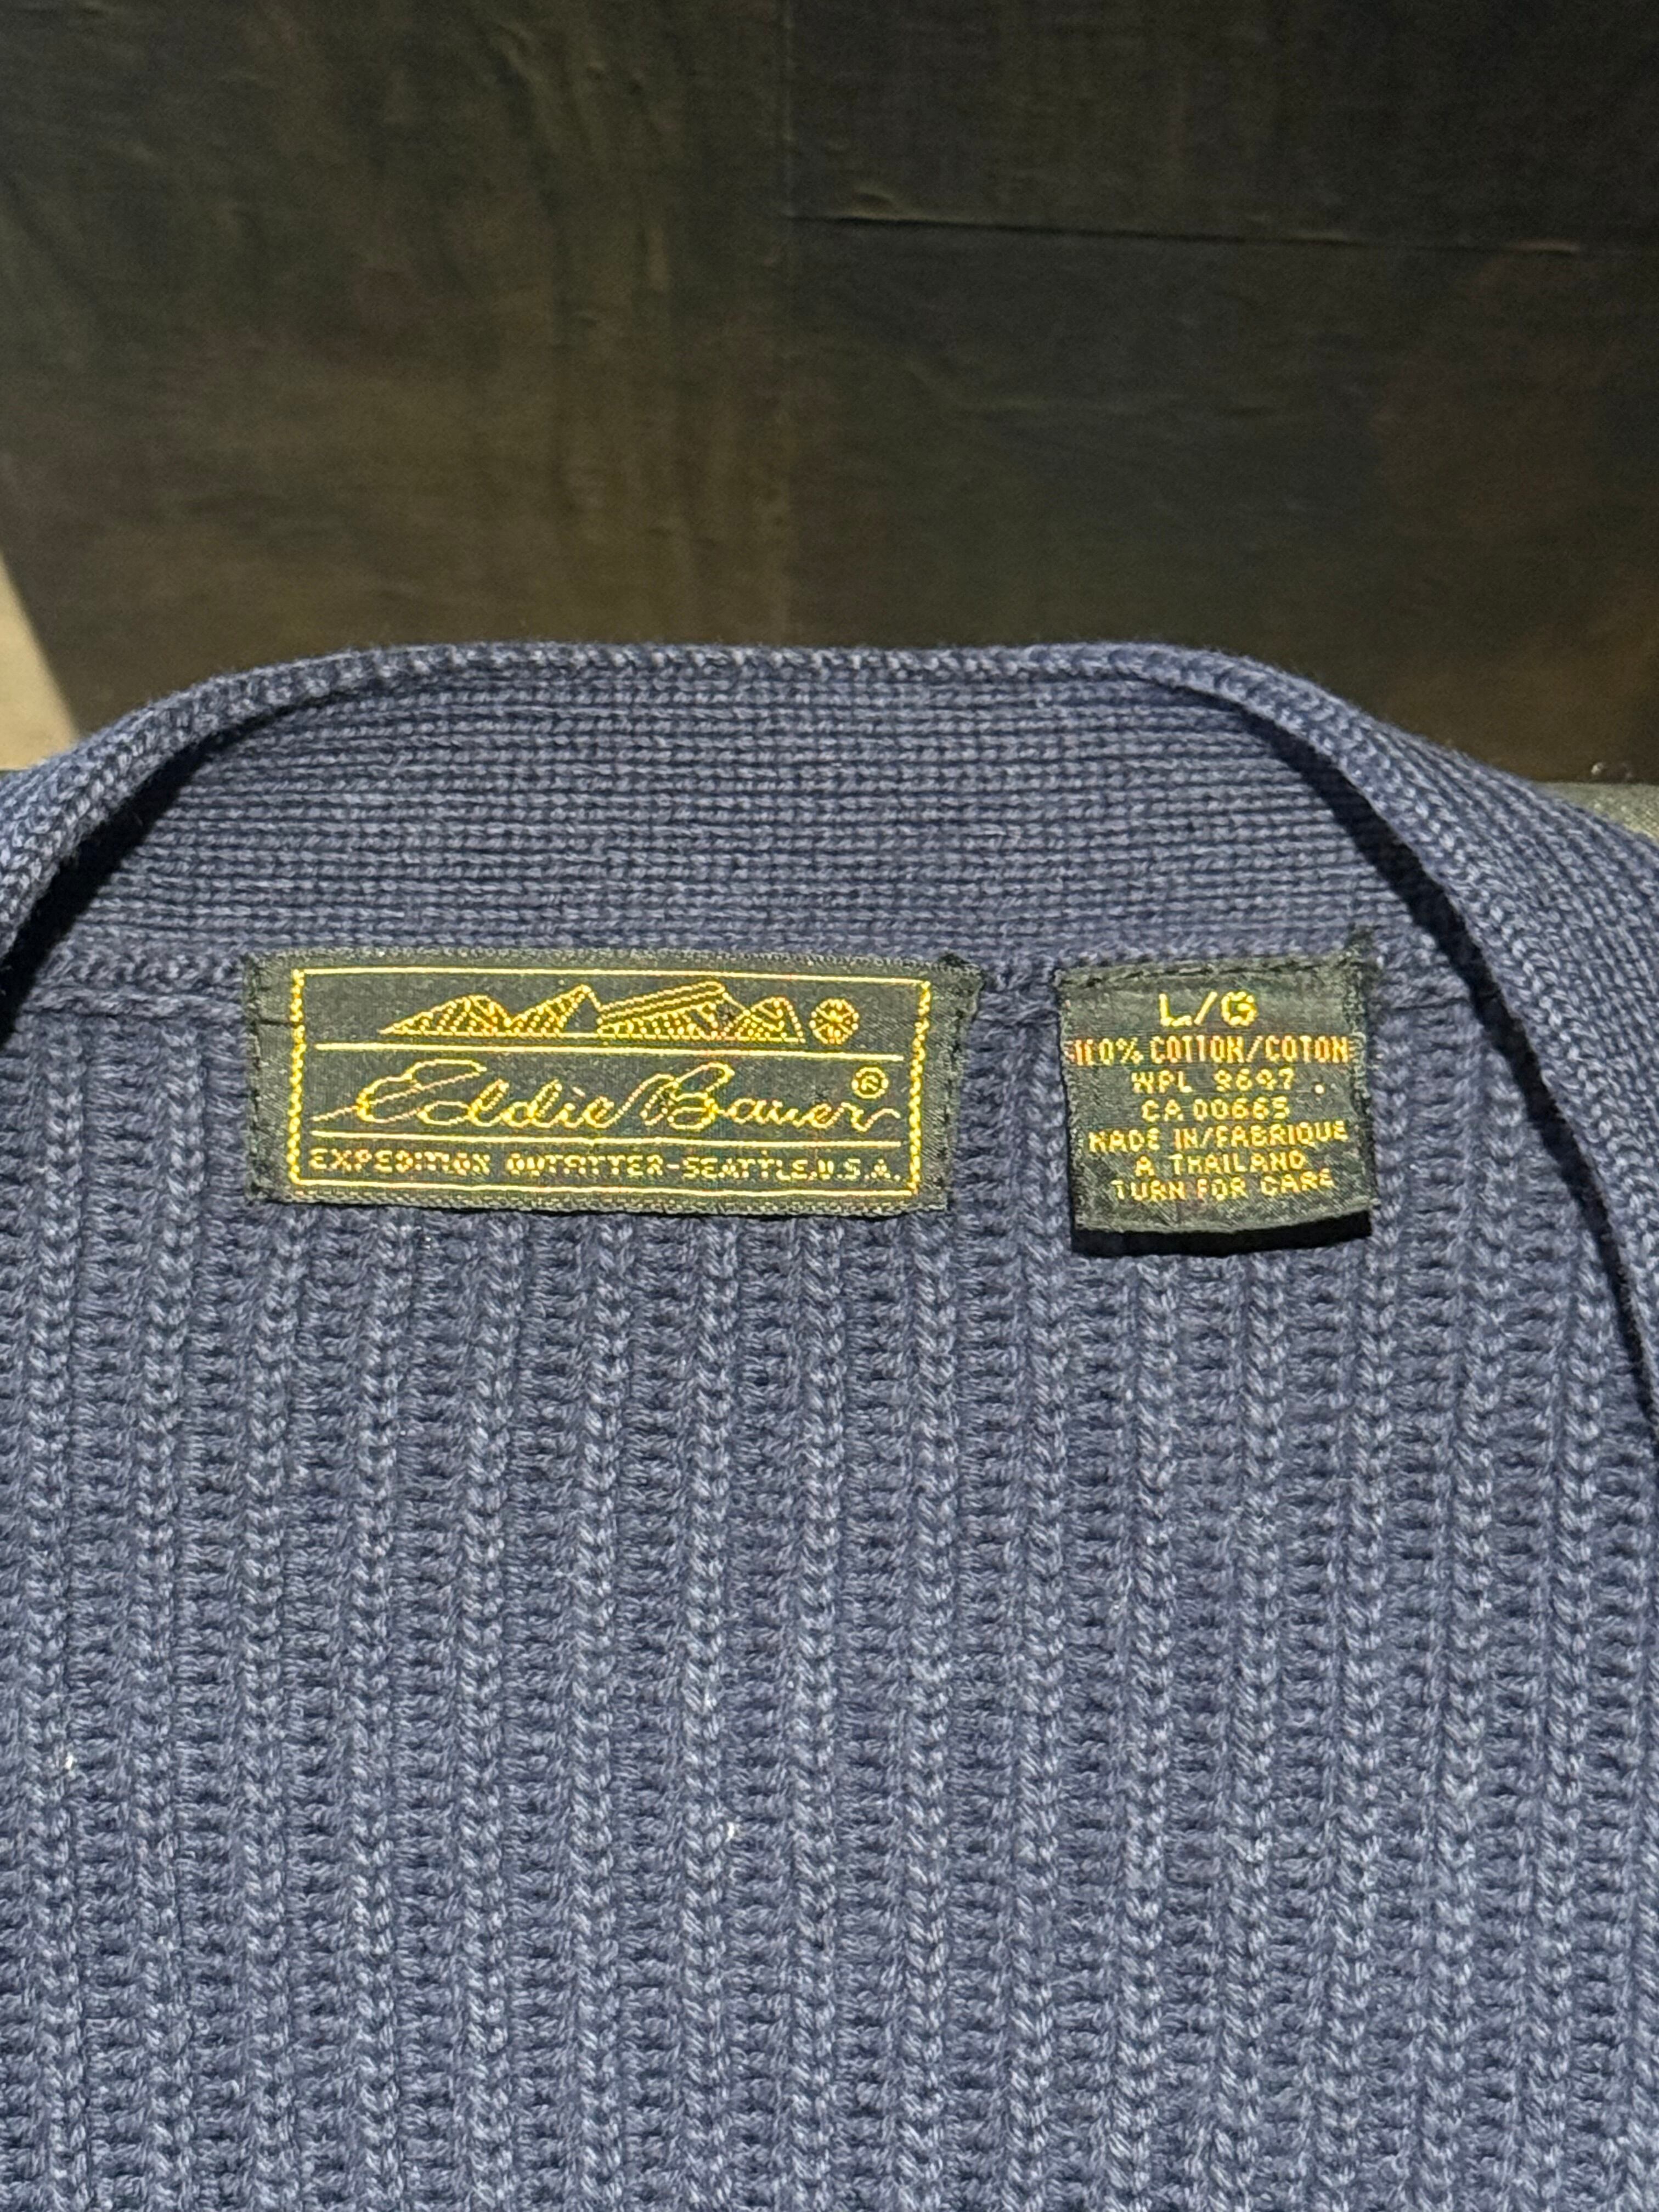 Eddie Bauer ®
EXPEDITION OUTFITTER-SEATTLE, U.S.A.
L/G
100% COTTON/COTON
WPL 9697
CA 00665
MADE IN/FABRIQUE
A THAILAND
TURN FOR CARE